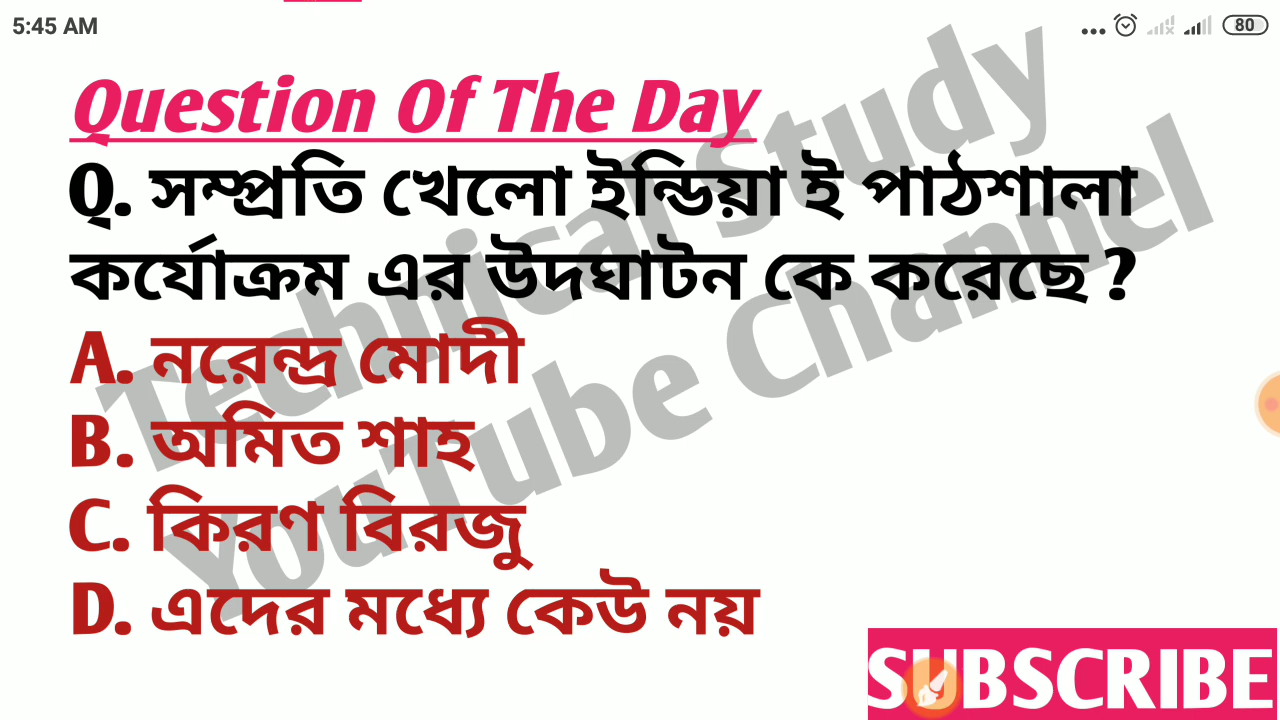 5:45 AM
80
Question Of The Day
Q. সম্প্রতি খেলো ইন্ডিয়া ই পাঠশালা
কর্যোক্রম এর উদঘাটন কে করেছে ?
A. নরেন্দ্র মোদী
B. অমিত শাহ
C. কিরণ বিরজু
D. এদের মধ্যে কেউ নয়
Technical Study
YouTube Channel
SUBSCRIBE